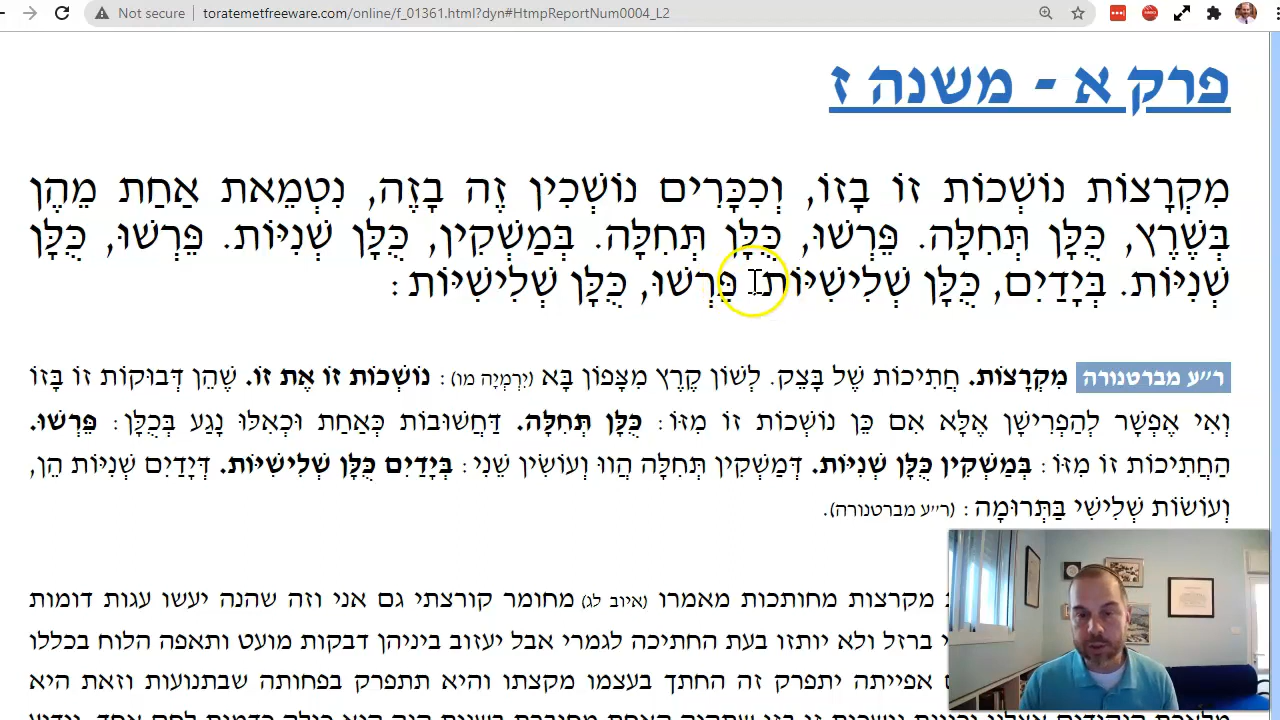 Not secure
toratemetfreeware.com/online/f_01361.html?dyn#HtmpReportNum0004_L2
פרק א - משנה ז
מִקְרָצוֹת נוֹשְׁכוֹת זוֹ בָזוֹ, וְכִכָּרִים נוֹשְׁכִין זֶה בָזֶה, נִטְמֵאת אַחַת מֵהֶן
בְּשֶׁרֶץ, כֻּלָּן תְּחִלָּה. פֵּרְשׁוּ, כֻּלָּן תְּחִלָּה. בְּמַשְׁקִין, כֻּלָּן שְׁנִיּוֹת. פֵּרְשׁוּ, כֻּלָּן
שְׁנִיּוֹת. בְּיָדַיִם, כֻּלָּן שְׁלִישִׁיּוֹת. פֵּרְשׁוּ, כֻּלָּן שְׁלִישִׁיּוֹת:
ר״ע מברטנורה מִקְרָצוֹת. חֲתִיכוֹת שֶׁל בָּצֵק. לְשׁוֹן קֶרֶץ מִצָּפוֹן בָּא (יִרְמְיָה מו): נוֹשְׁכוֹת זוֹ אֶת זוֹ. שֶׁהֵן דְּבוּקוֹת זוֹ בָּזוֹ
וְאִי אֶפְשָׁר לְהַפְרִישָׁן אֶלָּא אִם כֵּן נוֹשְׁכוֹת זוֹ מִזּוֹ: כֻּלָּן תְּחִלָּה. דַּחֲשׁוּבוֹת כְּאַחַת וּכְאִלּוּ נָגַע בְּכֻלָּן: פֵּרְשׁוּ.
הַחֲתִיכוֹת זוֹ מִזּוֹ: בְּמַשְׁקִין כֻּלָּן שְׁנִיּוֹת. דְּמַשְׁקִין תְּחִלָּה הֲווּ וְעוֹשִׂין שֵׁנִי: בְּיָדַיִם כֻּלָּן שְׁלִישִׁיּוֹת. דְּיָדַיִם שְׁנִיּוֹת הֵן,
וְעוֹשׂוֹת שְׁלִישִׁי בַּתְּרוּמָה: (ר״ע מברטנורה).
מקרצות מחותכות מאמרו (איוב לג) מחומר קורצתי גם אני וזה שהנה יעשו עגות דומות
ברזל ולא יותזו בעת החתיכה לגמרי אבל יעזוב ביניהן דבקות מועט ותאפה הלוח בכללו
אפייתה יתפרק זה החתך בעצמו מקצתו והיא תתפרק בפחותה שבתנועות וזאת היא